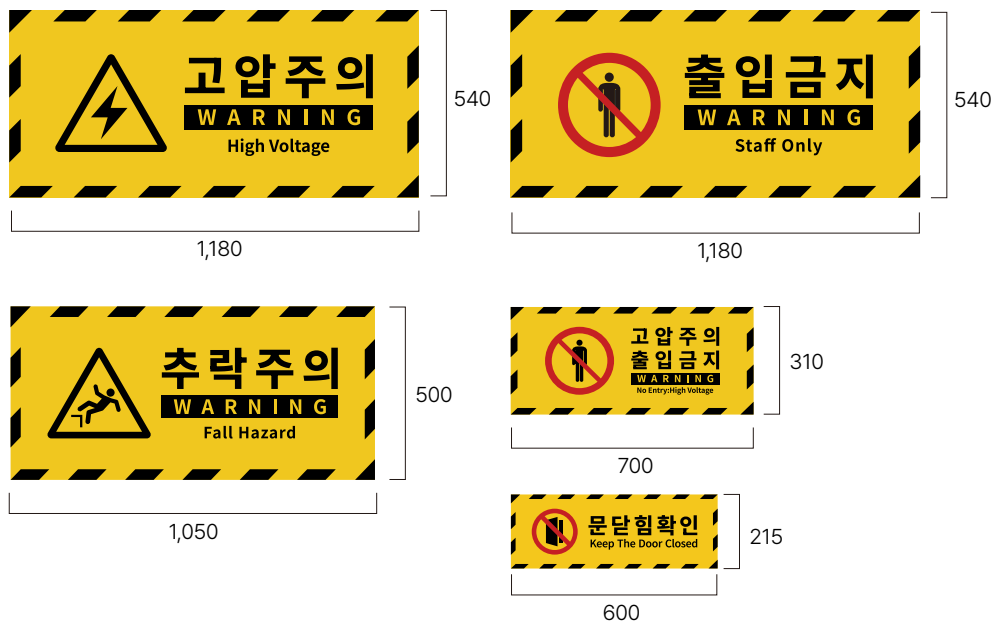 고압주의
WARNING
High Voltage
540
1,180
출입금지
WARNING
Staff Only
540
1,180
추락주의
WARNING
Fall Hazard
500
1,050
고압주의
출입금지
WARNING
No Entry:High Voltage
310
700
문닫힘확인
Keep The Door Closed
215
600